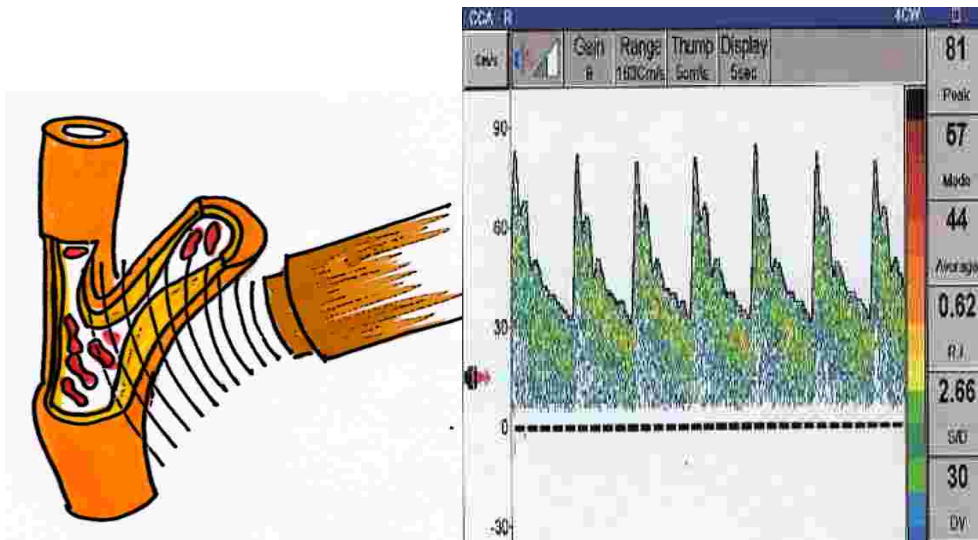 CCA R 4CW
Cm/s
Gain
8
Range
163Cm/s
Thump
5cm/s
Display
5sec
90
60
30
0
-30
81
Peak
57
Mode
44
Average
0.62
R.I.
2.66
S/D
30
DV